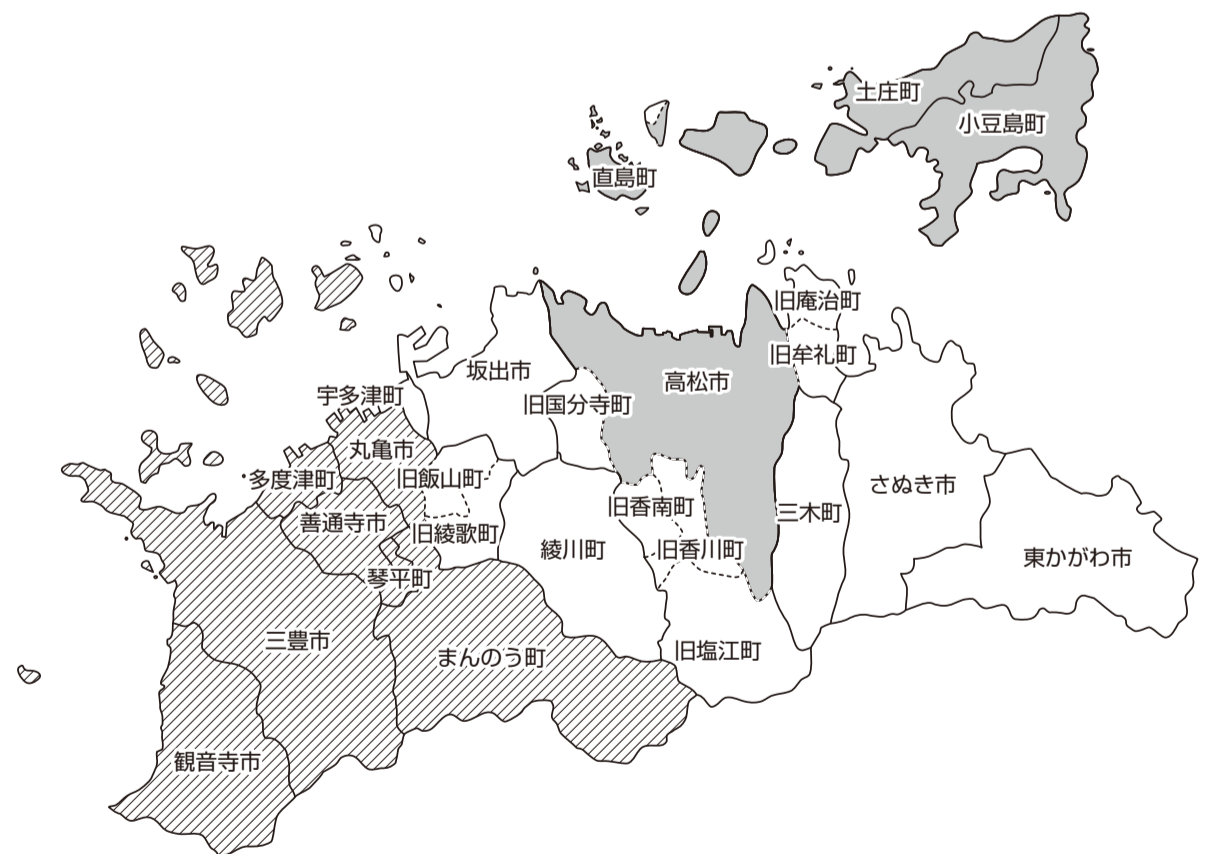 土庄町
小豆島町
直島町
旧庵治町
旧牟礼町
坂出市
高松市
宇多津町
旧国分寺町
丸亀市
多度津町
旧飯山町
さぬき市
善通寺市
旧香南町
三木町
旧綾歌町
綾川町
旧香川町
東かがわ市
琴平町
三豊市
まんのう町
旧塩江町
観音寺市